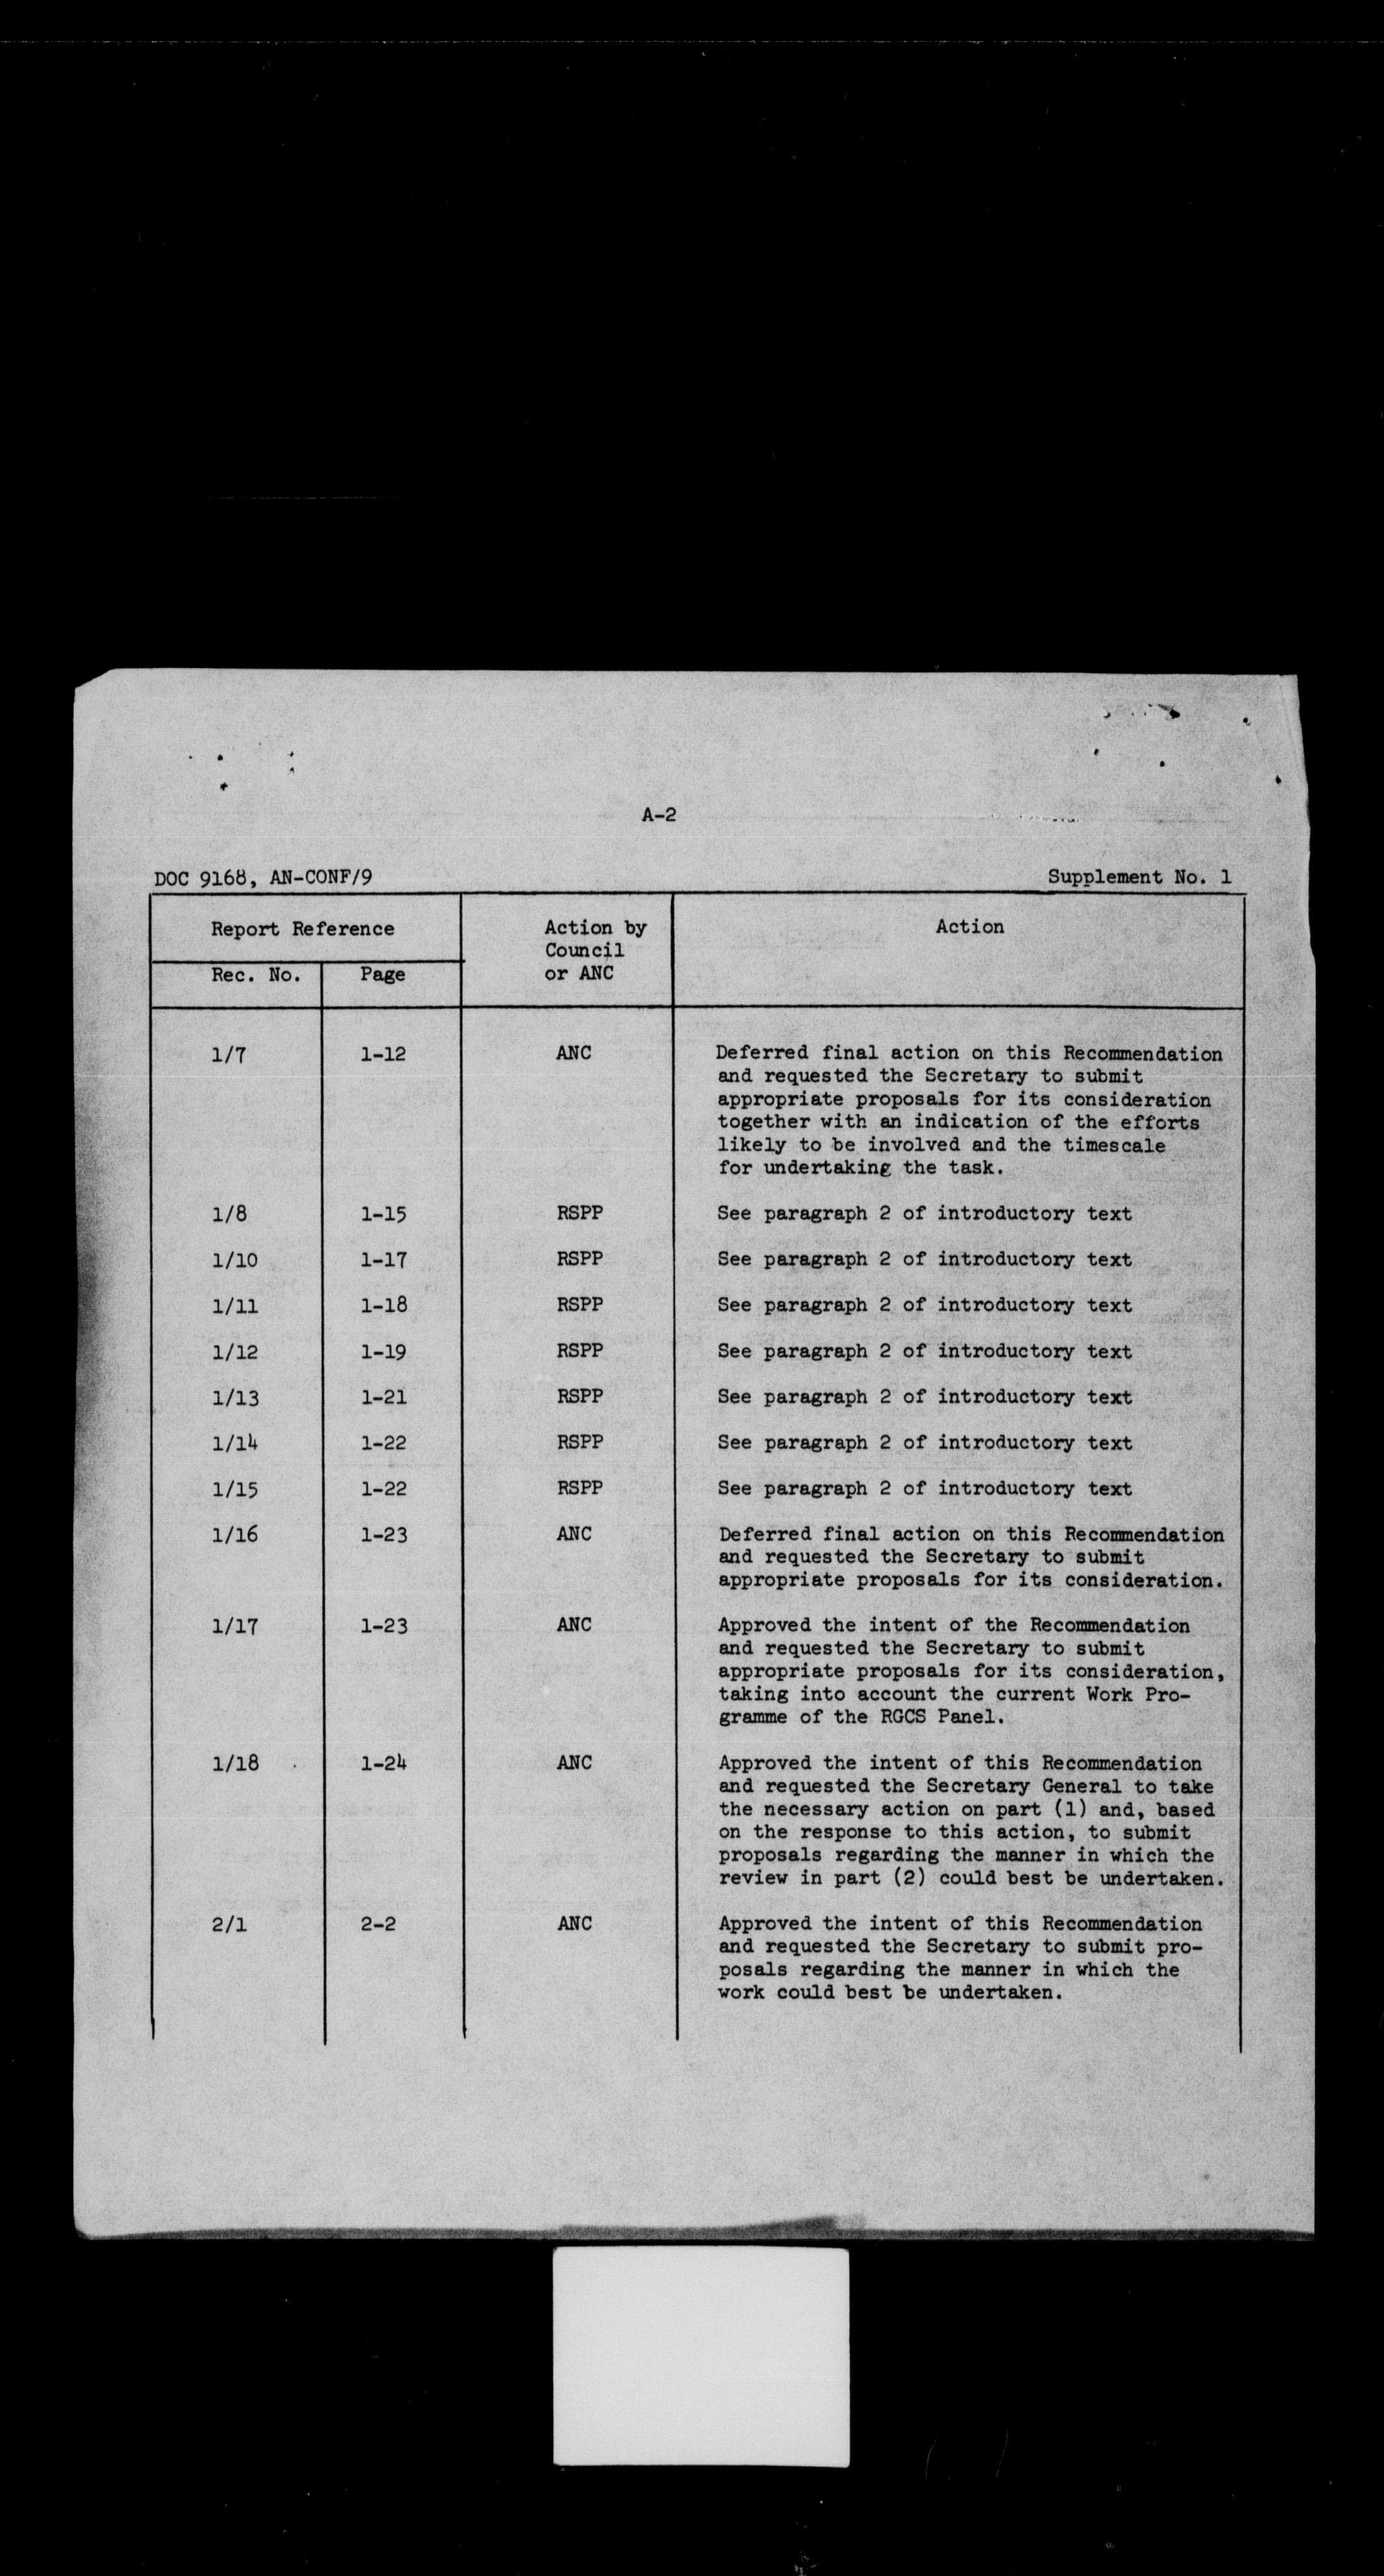 A-2
DOC 9168, AN-CONF/9 Supplement No. 1
Report Reference Action by Action
Council
Rec. No. Page or ANC
1/7 1-12 ANC Deferred final action on this Recommendation
and requested the Secretary to submit
appropriate proposals for its consideration
together with an indication of the efforts
likely to be involved and the timescale
for undertaking the task.
1/8 1-15 RSPP See paragraph 2 of introductory text
1/10 1-17 RSPP See paragraph 2 of introductory text
1/11 1-18 RSPP See paragraph 2 of introductory text
1/12 1-19 RSPP See paragraph 2 of introductory text
1/13 1-21 RSPP See paragraph 2 of introductory text
1/14 1-22 RSPP See paragraph 2 of introductory text
1/15 1-22 RSPP See paragraph 2 of introductory text
1/16 1-23 ANC Deferred final action on this Recommendation
and requested the Secretary to submit
appropriate proposals for its consideration.
1/17 1-23 ANC Approved the intent of the Recommendation
and requested the Secretary to submit
appropriate proposals for its consideration,
taking into account the current Work Pro-
gramme of the RGCS Panel.
1/18 1-24 ANC Approved the intent of this Recommendation
and requested the Secretary General to take
the necessary action on part (1) and, based
on the response to this action, to submit
proposals regarding the manner in which the
review in part (2) could best be undertaken.
2/1 2-2 ANC Approved the intent of this Recommendation
and requested the Secretary to submit pro-
posals regarding the manner in which the
work could best be undertaken.